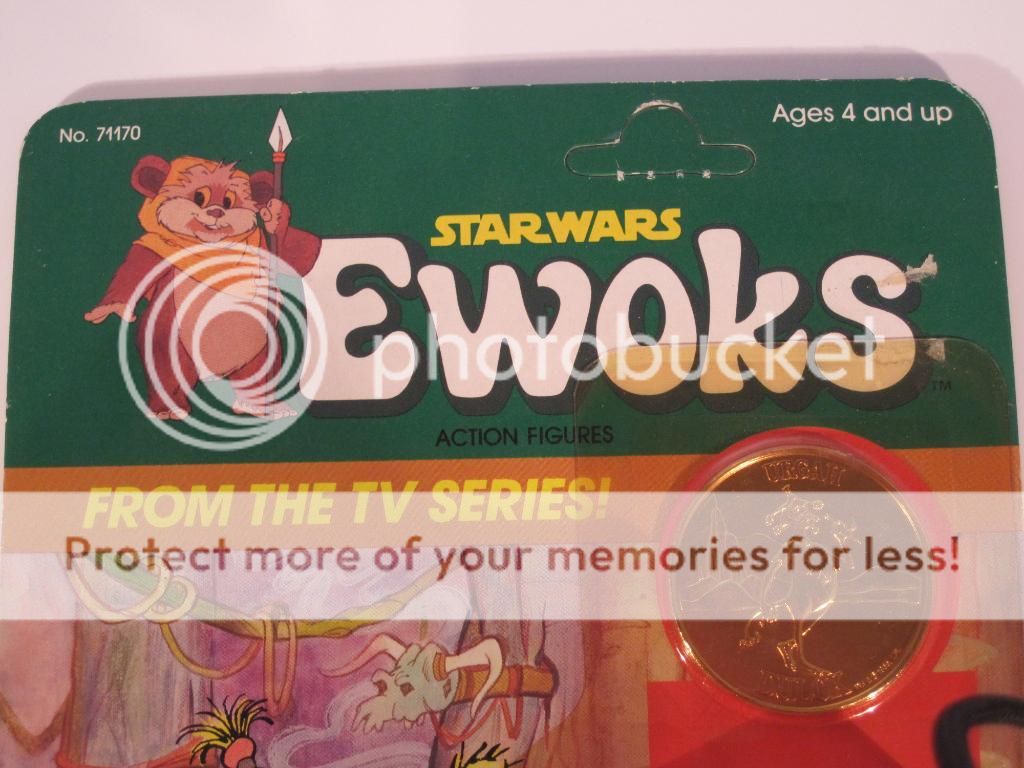 No. 71170
Ages 4 and up
STAR WARS
EWOKS
TM
photobucket
ACTION FIGURES
FROM THE TV SERIES!
URGAH
Protect more of your memories for less!